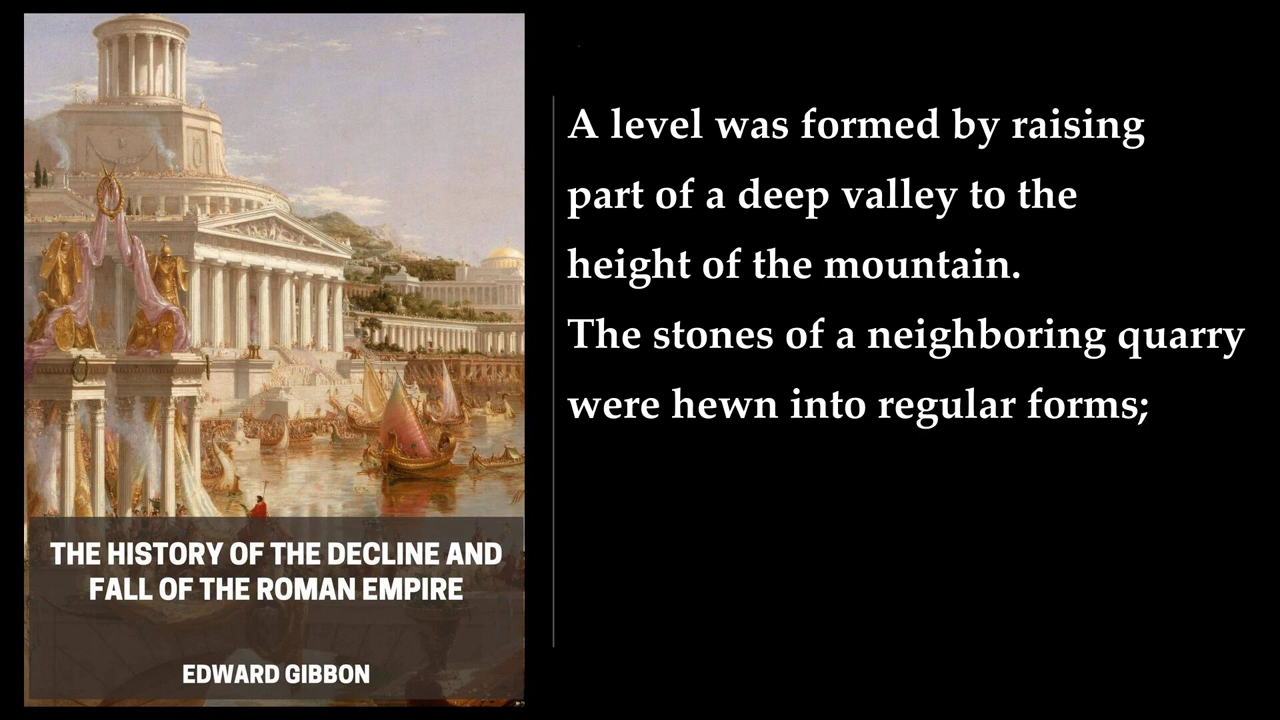 A level was formed by raising
part of a deep valley to the
height of the mountain.
The stones of a neighboring quarry
were hewn into regular forms;
THE HISTORY OF THE DECLINE AND
FALL OF THE ROMAN EMPIRE
EDWARD GIBBON